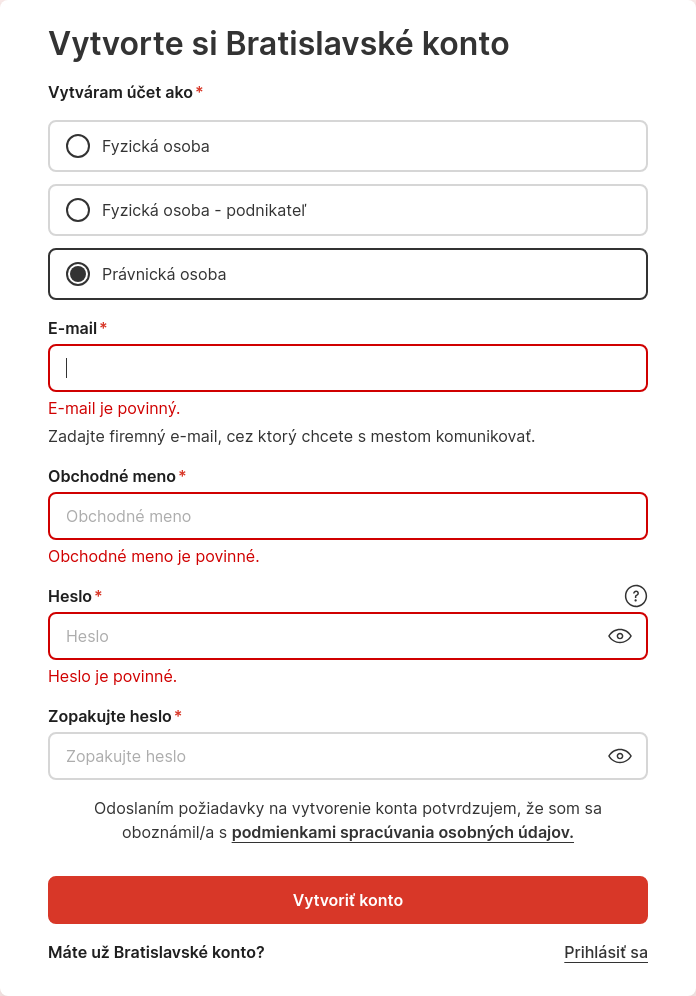 Vytvorte si Bratislavské konto
Vytváram účet ako*
Fyzická osoba
Fyzická osoba - podnikateľ
Právnická osoba
E-mail*
E-mail je povinný.
Zadajte firemný e-mail, cez ktorý chcete s mestom komunikovať.
Obchodné meno*
Obchodné meno
Obchodné meno je povinné.
Heslo*
?
Heslo
Heslo je povinné.
Zopakujte heslo*
Zopakujte heslo
Odoslaním požiadavky na vytvorenie konta potvrdzujem, že som sa
oboznámil/a s podmienkami spracúvania osobných údajov.
Vytvoriť konto
Máte už Bratislavské konto?
Prihlásiť sa